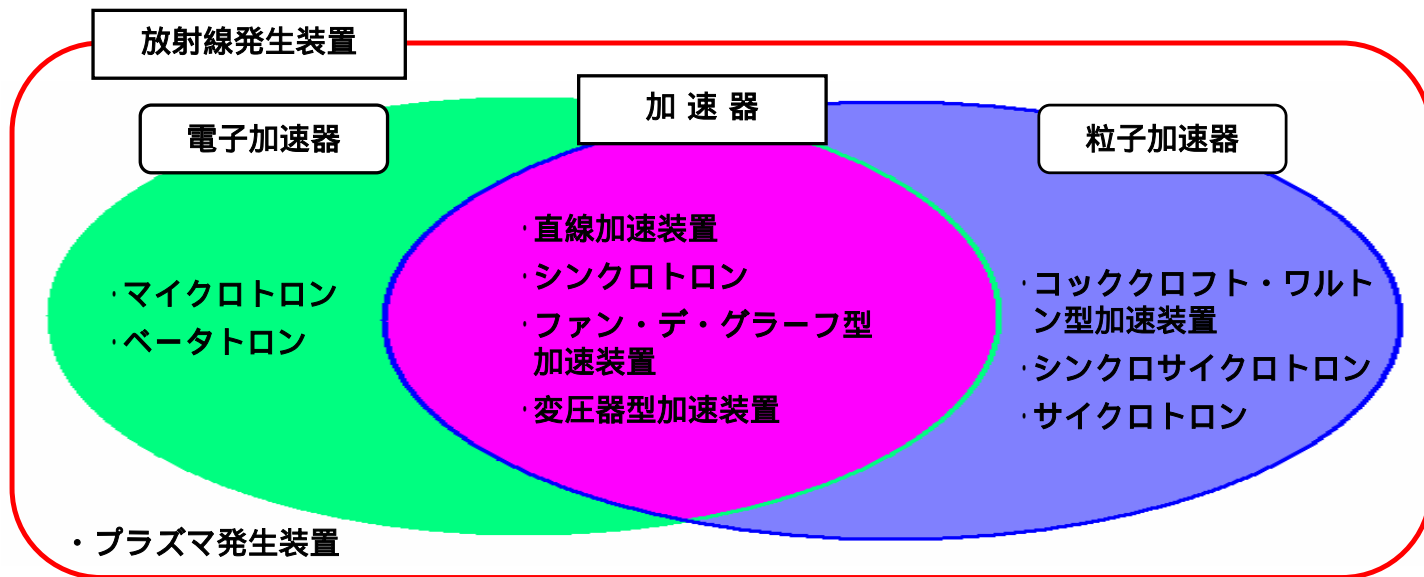 放射線発生装置
加 速 器
電子加速器
粒子加速器
・マイクロトロン
・ベータトロン
・直線加速装置
・シンクロトロン
・ファン・デ・グラーフ型
加速装置
・変圧器型加速装置
・コッククロフト・ワルト
ン型加速装置
・シンクロサイクロトロン
・サイクロトロン
・プラズマ発生装置